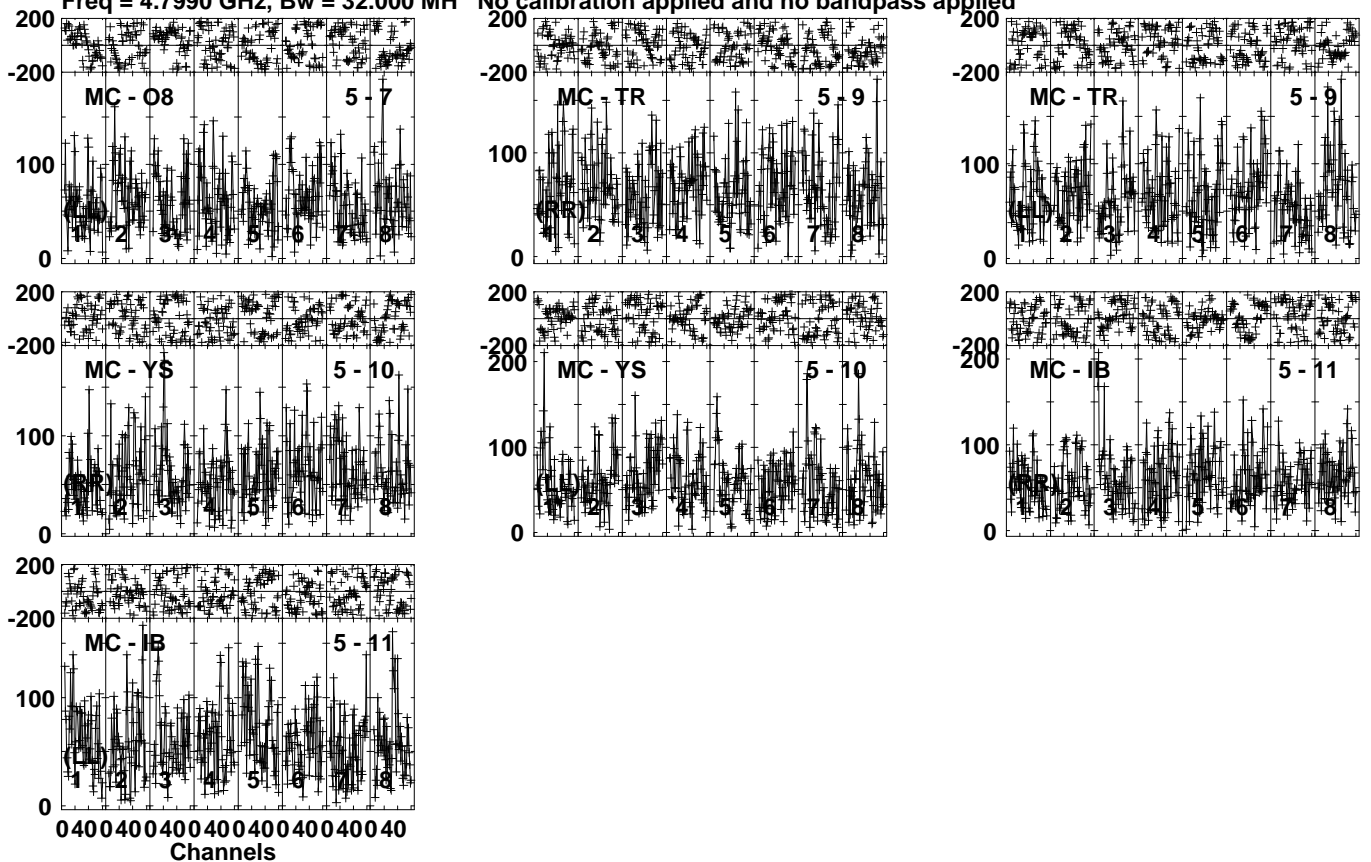 Freq = 4.7990 GHz, Bw = 32.000 MH No calibration applied and no bandpass applied
200
-200
MC - O8 5 - 7
100
(LL)
1 2 3 4 5 6 7 8
0
200
-200
MC - TR 5 - 9
100
(RR)
1 2 3 4 5 6 7 8
0
200
-200
MC - TR 5 - 9
100
(LL)
1 2 3 4 5 6 7 8
0
200
-200
MC - YS 5 - 10
100
(RR)
1 2 3 4 5 6 7 8
0
200
-200
200
MC - YS 5 - 10
100
(LL)
1 2 3 4 5 6 7 8
0
200
-200
200
MC - IB 5 - 11
100
(RR)
1 2 3 4 5 6 7 8
0
200
-200
MC - IB 5 - 11
100
(LL)
1 2 3 4 5 6 7 8
0
0 40 0 40 0 40 0 40 0 40 0 40 0 40 0 40
Channels